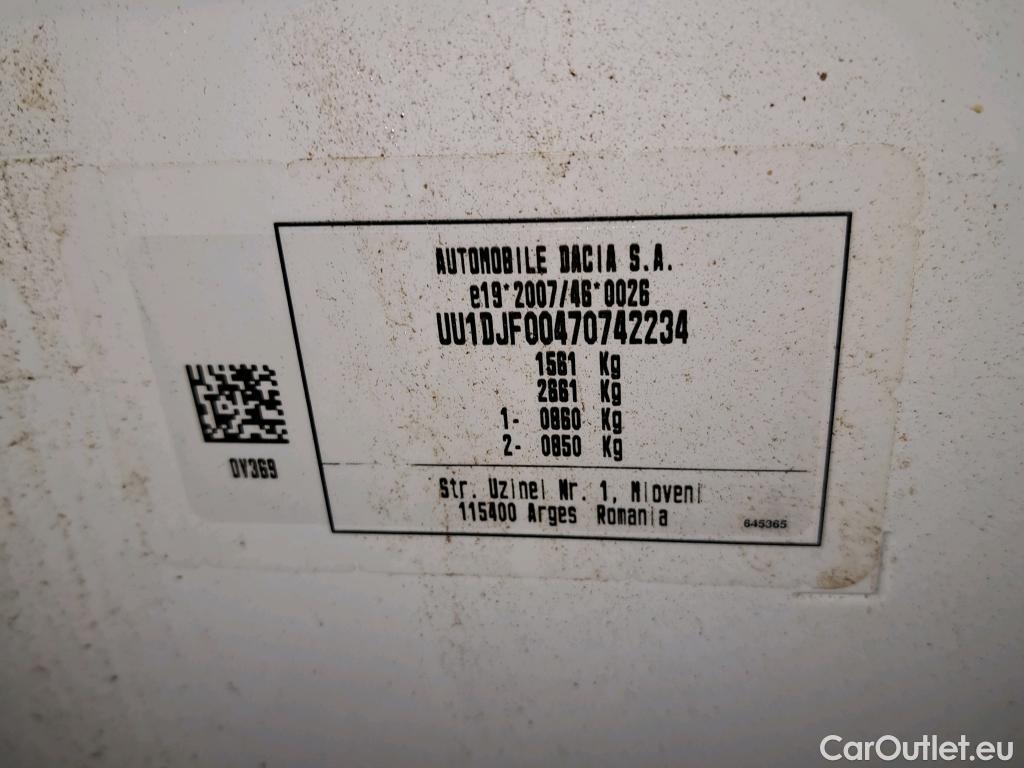 AUTOMOBILE DACIA S.A.
e19*2007/46*0026
UU1DJF00470742234
1561 Kg
2661 Kg
1- 0860 Kg
2- 0850 Kg
DV369
Str. Uzinei Nr. 1, Mioveni
115400 Arges Romania
645365
CarOutlet.eu